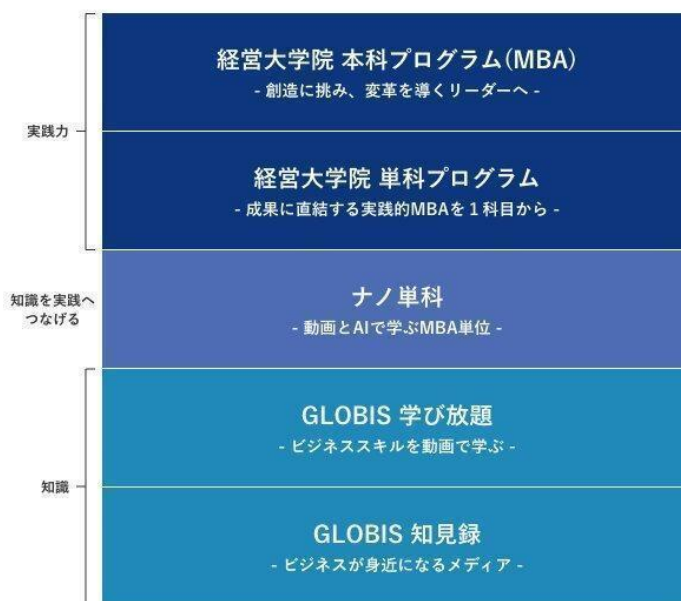 経営大学院 本科プログラム(MBA)
- 創造に挑み、変革を導くリーダーへ -
実践力
経営大学院 単科プログラム
- 成果に直結する実践的MBAを１科目から -
知識を実践へ
つなげる
ナノ単科
- 動画とAIで学ぶMBA単位 -
GLOBIS 学び放題
- ビジネススキルを動画で学ぶ -
知識
GLOBIS 知見録
- ビジネスが身近になるメディア -